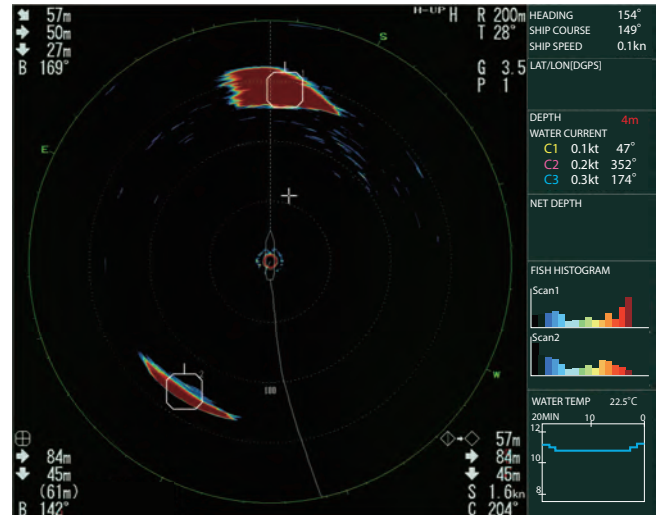 57m
50m
27m
B 169°
H-UP H
R 200m
T 28°
G 3.5
P 1
S
E
W
2
100
84m
45m
(61m)
B 142°
57m
84m
45m
S 1.6kn
C 204°
HEADING 154°
SHIP COURSE 149°
SHIP SPEED 0.1kn
LAT/LON[DGPS]
DEPTH 4m
WATER CURRENT
C1 0.1kt 47°
C2 0.2kt 352°
C3 0.3kt 174°
NET DEPTH
FISH HISTOGRAM
Scan1
Scan2
WATER TEMP 22.5°C
20MIN 10 0
12
10
8